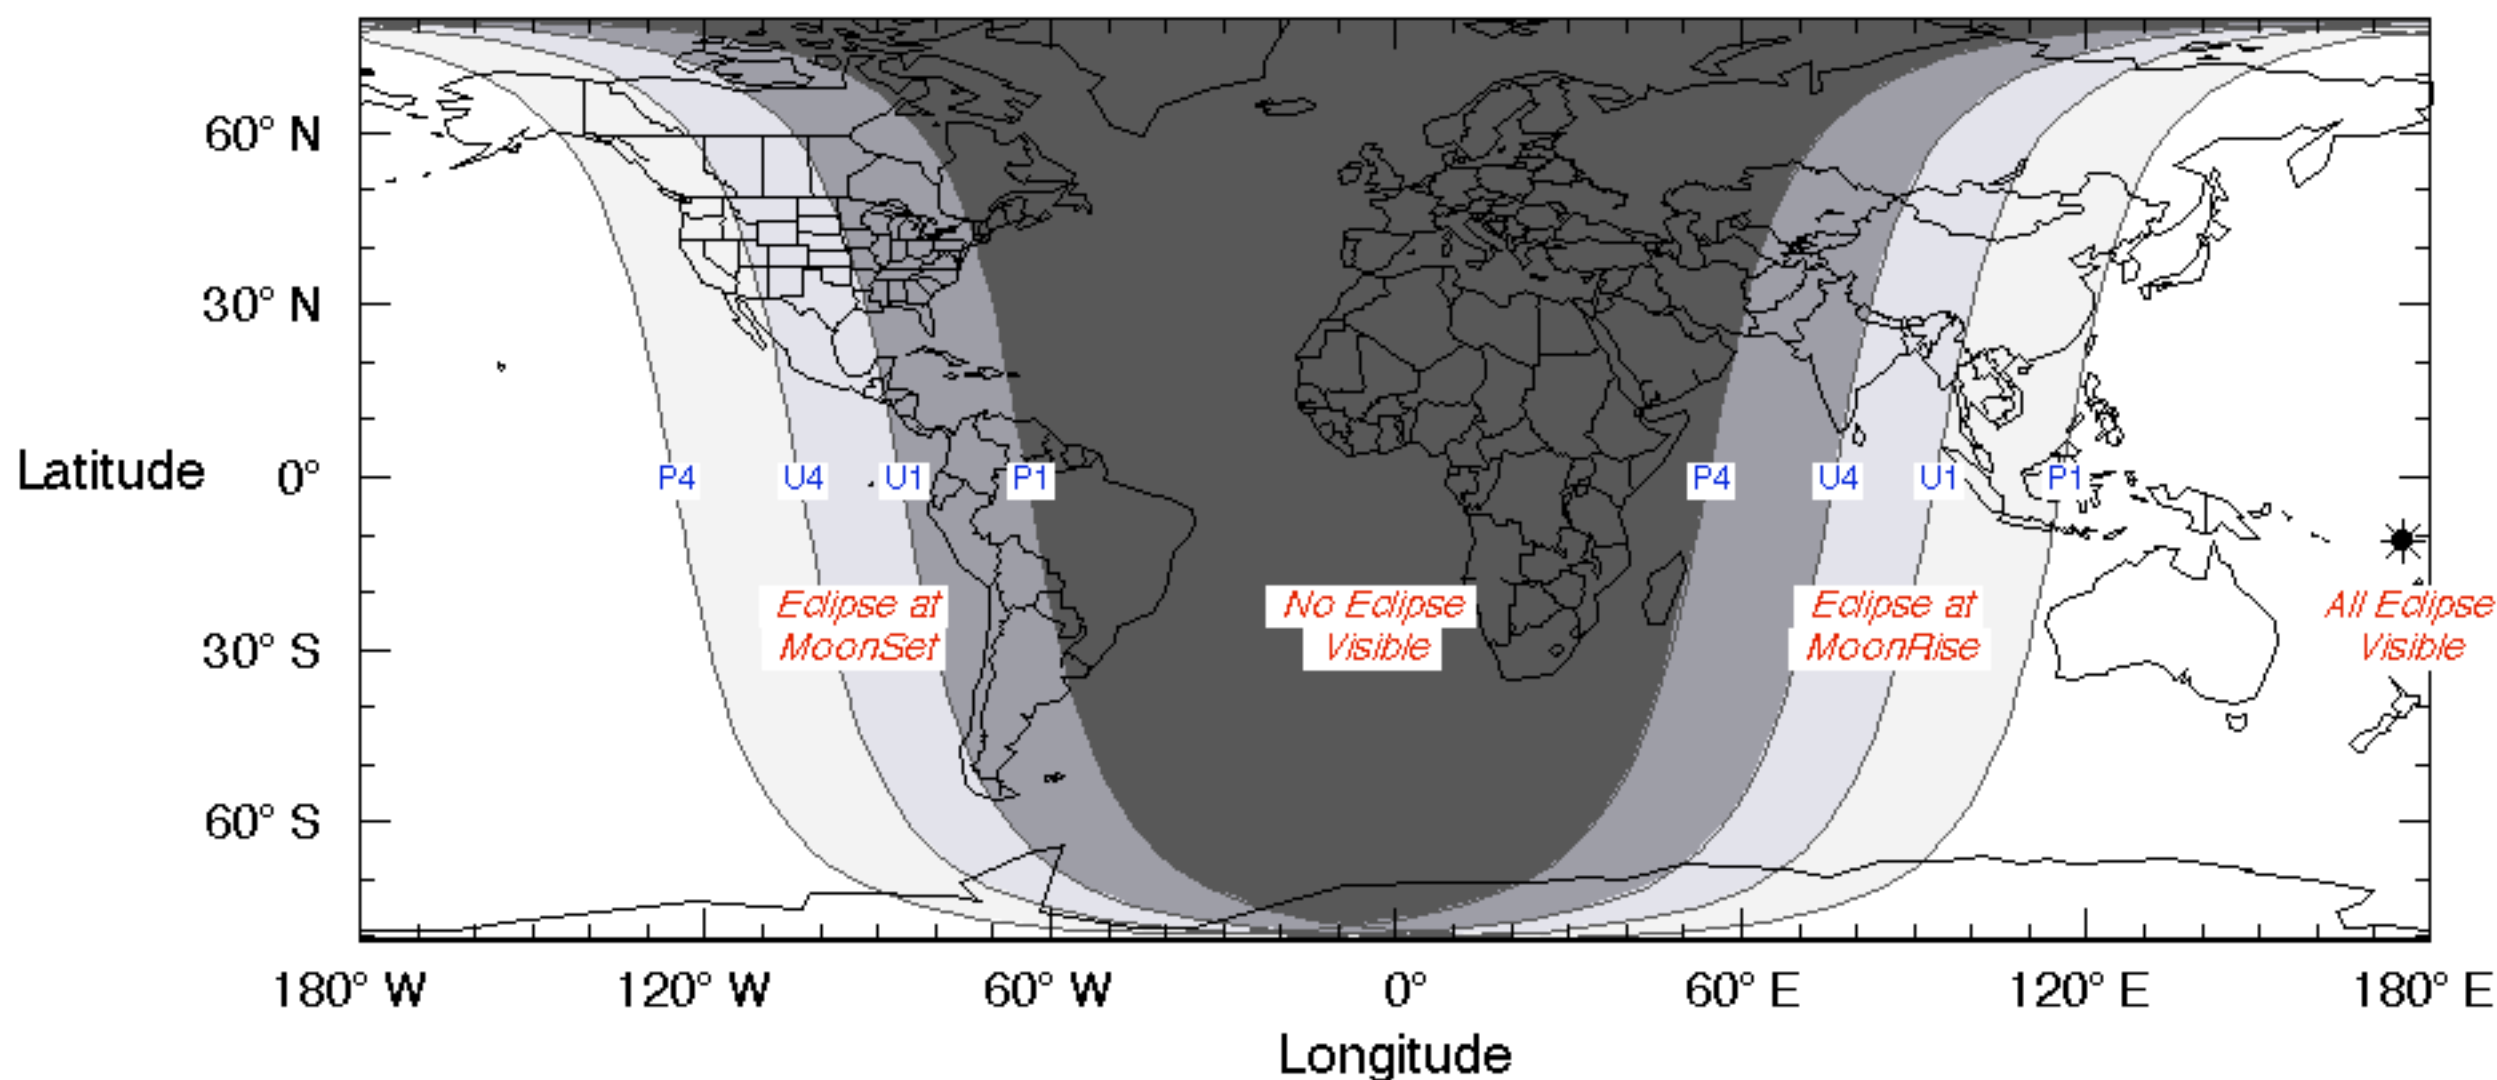 60° N
30° N
Latitude
0°
P4
U4
U1
P1
P4
U4
U1
P1
Eclipse at
MoonSet
No Eclipse
Visible
Eclipse at
MoonRise
All Eclipse
Visible
30° S
60° S
180° W
120° W
60° W
0°
60° E
120° E
180° E
Longitude